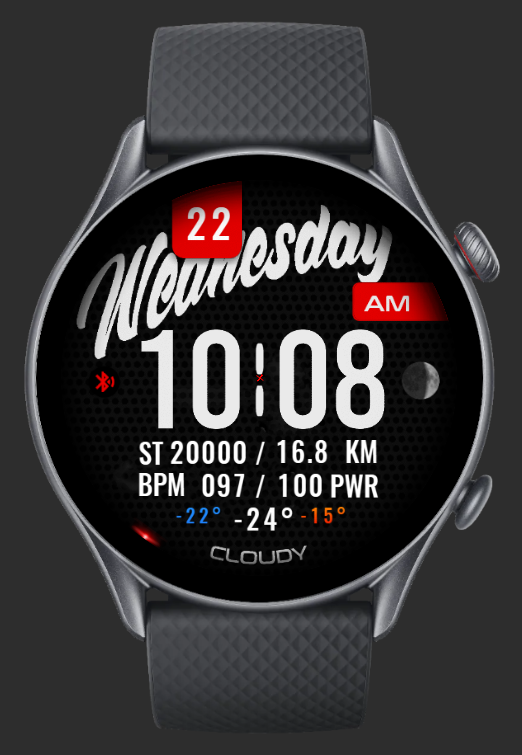 22
Wednesday
AM
10:08
ST 20000 / 16.8 KM
BPM 097 / 100 PWR
-22° -24° -15°
CLOUDY